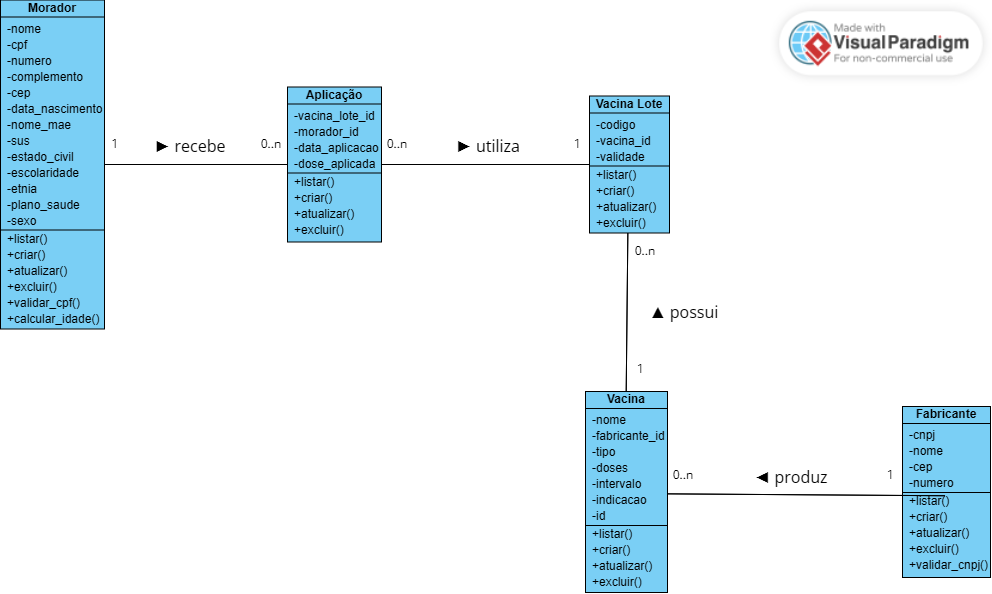 Morador
-nome
-cpf
-numero
-complemento
-cep
-data_nascimento
-nome_mae
-sus
-estado_civil
-escolaridade
-etnia
-plano_saude
-sexo
+listar()
+criar()
+atualizar()
+excluir()
+validar_cpf()
+calcular_idade()
1
► recebe
0..n
Aplicação
-vacina_lote_id
-morador_id
-data_aplicacao
-dose_aplicada
+listar()
+criar()
+atualizar()
+excluir()
0..n
► utiliza
1
Vacina Lote
-codigo
-vacina_id
-validade
+listar()
+criar()
+atualizar()
+excluir()
0..n
▲ possui
1
Vacina
-nome
-fabricante_id
-tipo
-doses
-intervalo
-indicacao
-id
+listar()
+criar()
+atualizar()
+excluir()
0..n
◄ produz
1
Fabricante
-cnpj
-nome
-cep
-numero
+listar()
+criar()
+atualizar()
+excluir()
+validar_cnpj()
Made with
Visual Paradigm
For non-commercial use